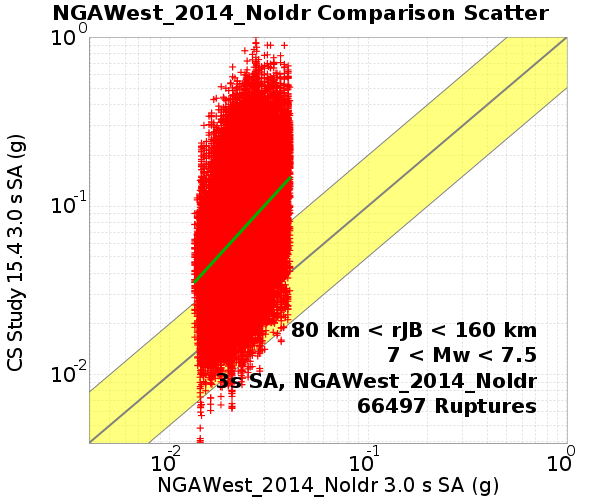 NGAWest_2014_NoIdr Comparison Scatter
10^0
10^-1
10^-2
CS Study 15.4 3.0 s SA (g)
80 km < rJB < 160 km
7 < Mw < 7.5
3s SA, NGAWest_2014_NoIdr
66497 Ruptures
10^-2 10^-1 10^0
NGAWest_2014_NoIdr 3.0 s SA (g)